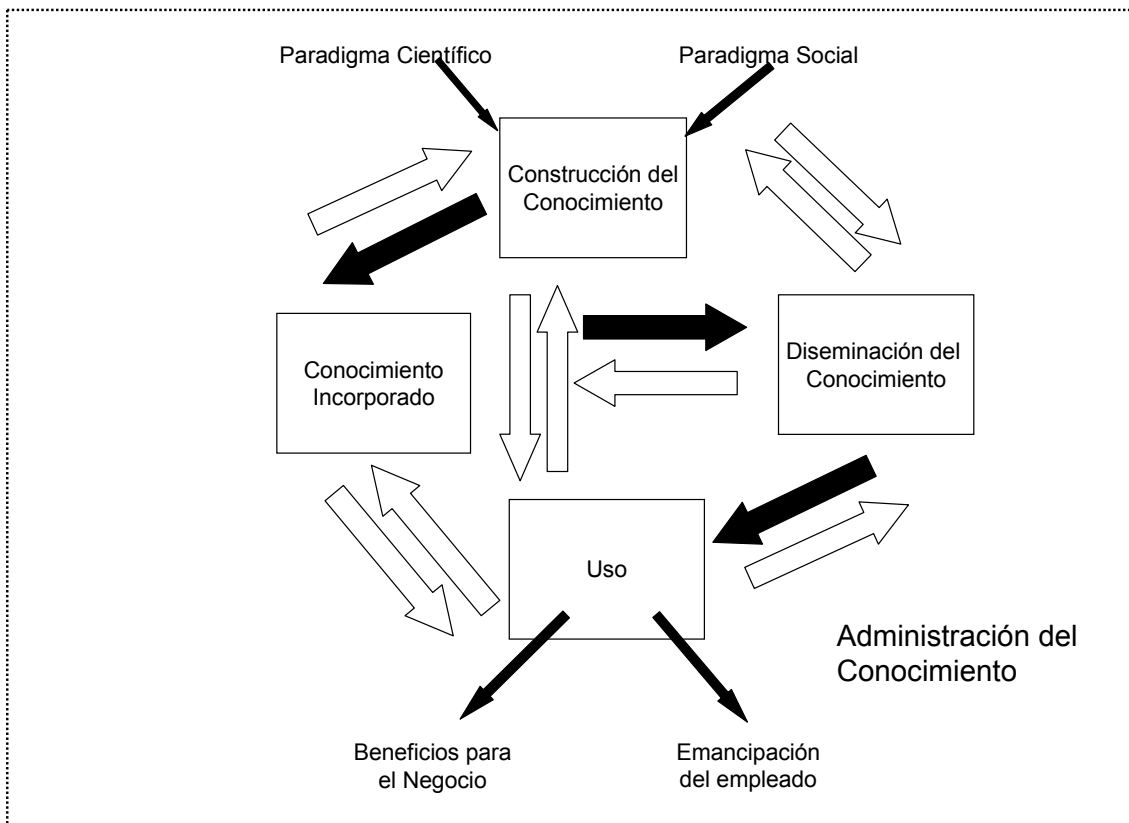 Paradigma Científico
Paradigma Social
Construcción del
Conocimiento
Conocimiento
Incorporado
Diseminación del
Conocimiento
Uso
Administración del
Conocimiento
Beneficios para
el Negocio
Emancipación
del empleado